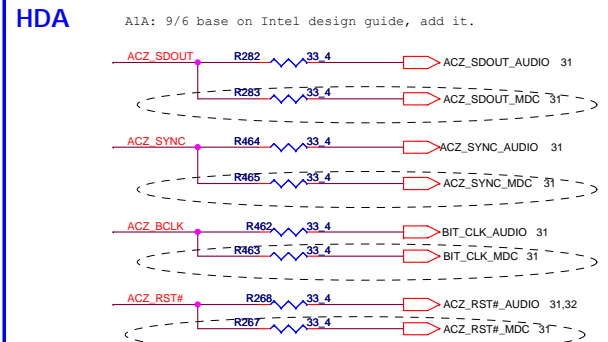 HDA
A1A: 9/6 base on Intel design guide, add it.
ACZ_SDOUT R282 33_4 ACZ_SDOUT_AUDIO 31
R283 33_4 ACZ_SDOUT_MDC 31
ACZ_SYNC R464 33_4 ACZ_SYNC_AUDIO 31
R465 33_4 ACZ_SYNC_MDC 31
ACZ_BCLK R462 33_4 BIT_CLK_AUDIO 31
R463 33_4 BIT_CLK_MDC 31
ACZ_RST# R268 33_4 ACZ_RST#_AUDIO 31,32
R267 33_4 ACZ_RST#_MDC 31